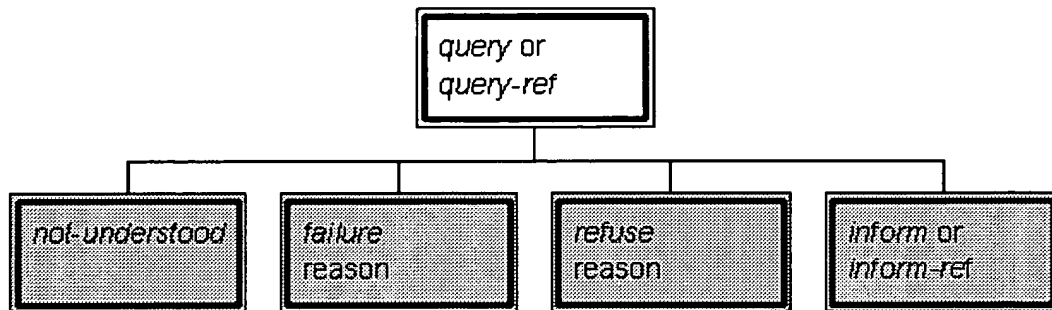 query or
query-ref
not-understood
failure
reason
refuse
reason
inform or
inform-ref